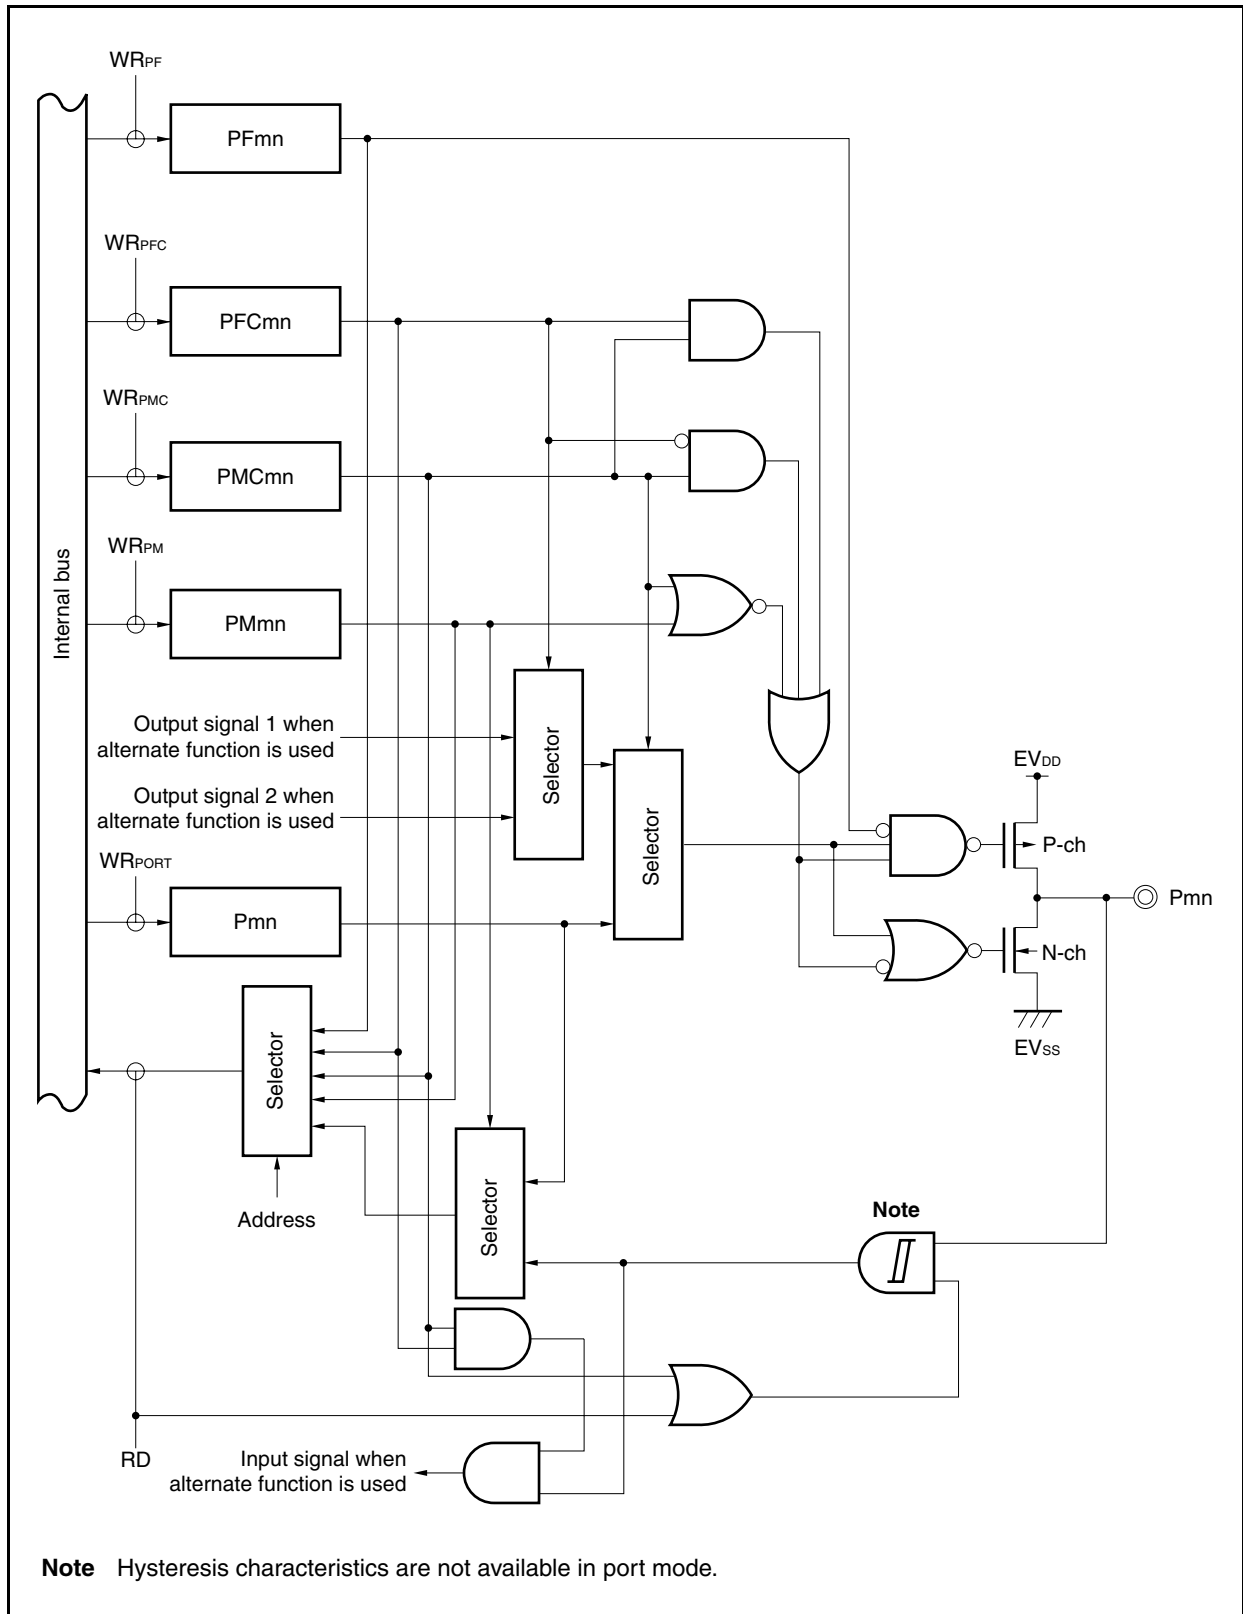 WRPF
PFmn
WRPFC
PFCmn
WRPMC
PMCmn
WRPM
PMmn
Internal bus
Output signal 1 when
alternate function is used
Selector
Output signal 2 when
alternate function is used
Selector
EVDD
P-ch
WRPORT
Pmn
Pmn
N-ch
EVSS
Selector
Address
Selector
Note
RD
Input signal when
alternate function is used
Note Hysteresis characteristics are not available in port mode.